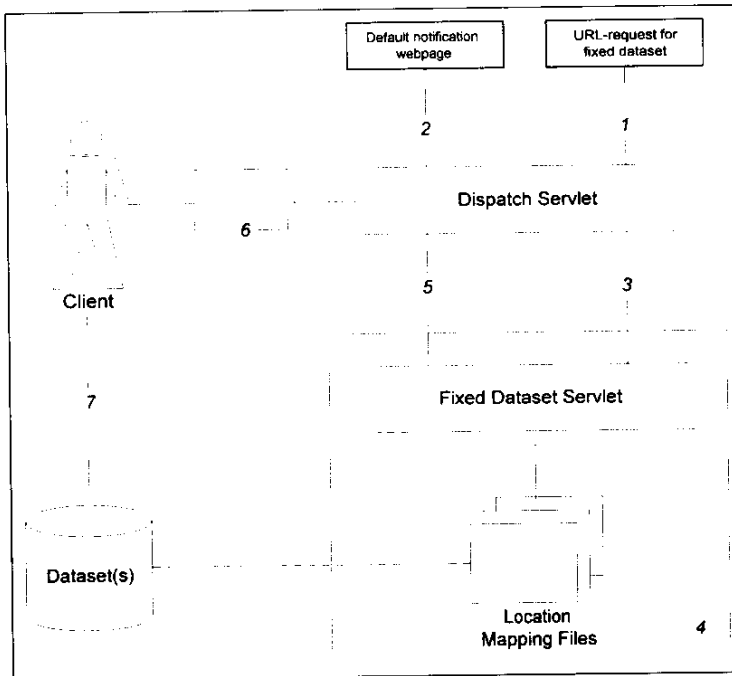 Default notification
webpage
URL-request for
fixed dataset
2
1
Dispatch Servlet
6
Client
5
3
Fixed Dataset Servlet
7
Dataset(s)
Location
Mapping Files
4